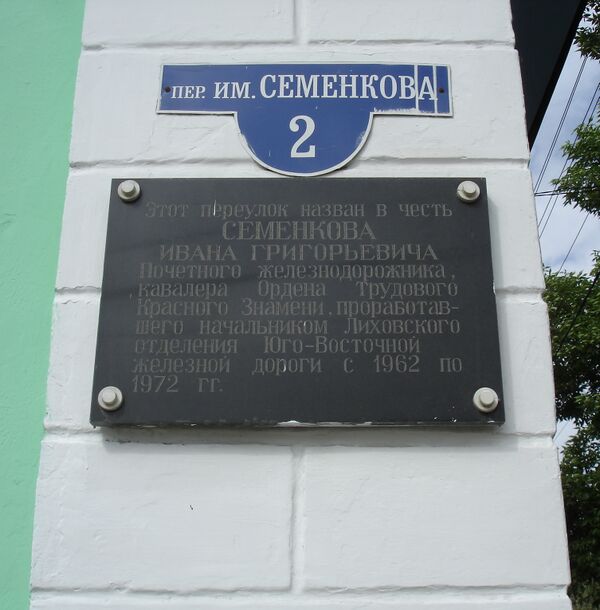 ПЕР. ИМ. СЕМЕНКОВА
2
Этот переулок назван в честь
СЕМЕНКОВА
ИВАНА ГРИГОРЬЕВИЧА
Почетного железнодорожника,
кавалера Ордена Трудового
Красного Знамени, проработав-
шего начальником Лиховского
отделения Юго-Восточной
железной дороги с 1962 по
1972 гг.